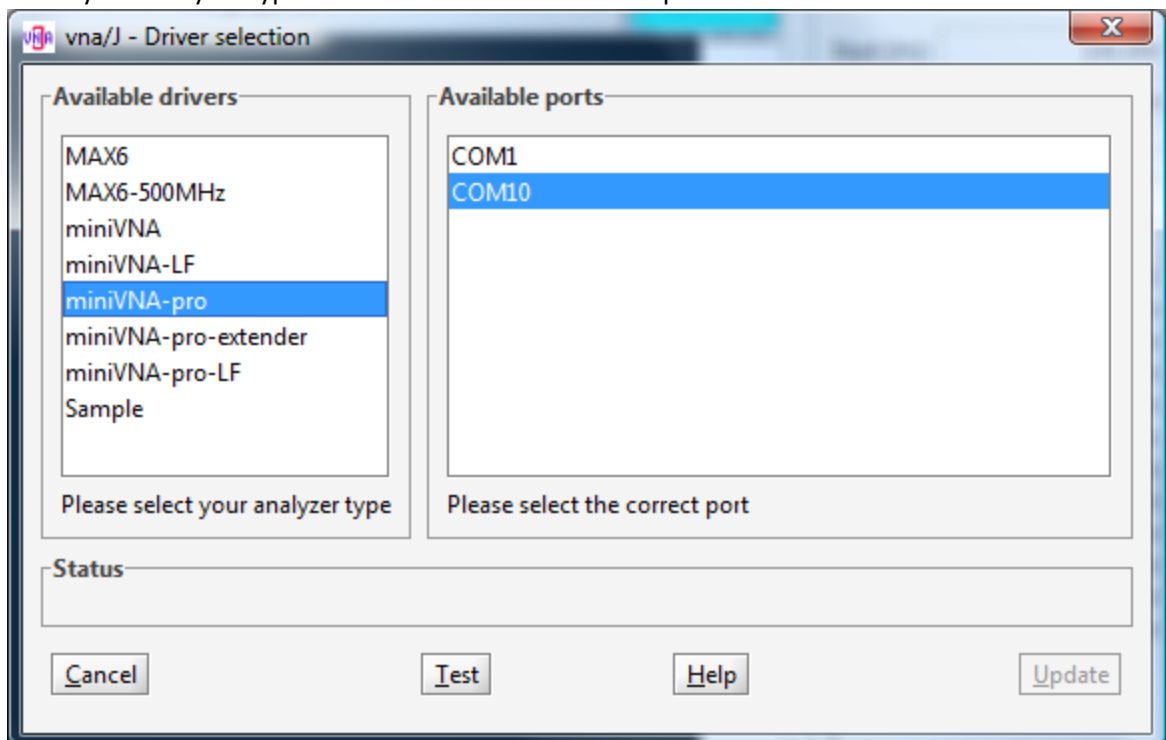 vna/J - Driver selection
Available drivers
MAX6
MAX6-500MHz
miniVNA
miniVNA-LF
miniVNA-pro
miniVNA-pro-extender
miniVNA-pro-LF
Sample
Please select your analyzer type
Available ports
COM1
COM10
Please select the correct port
Status
Cancel
Test
Help
Update